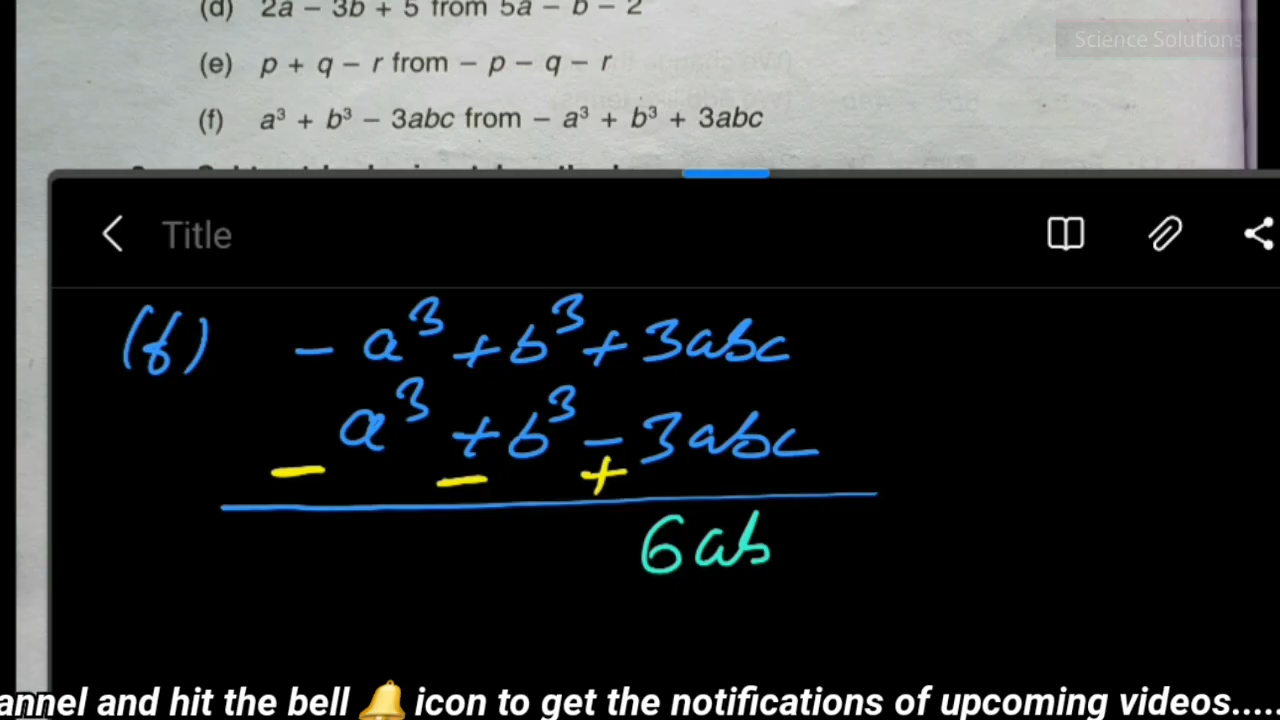 (d) 2a − 3b + 5 from 5a − b − 2
Science Solutions
(e) p + q − r from − p − q − r
(f) a³ + b³ − 3abc from − a³ + b³ + 3abc
Title
(f) − a³ + b³ + 3abc
a³ + b³ − 3abc
− − +
6ab
annel and hit the bell 🔔 icon to get the notifications of upcoming videos.....